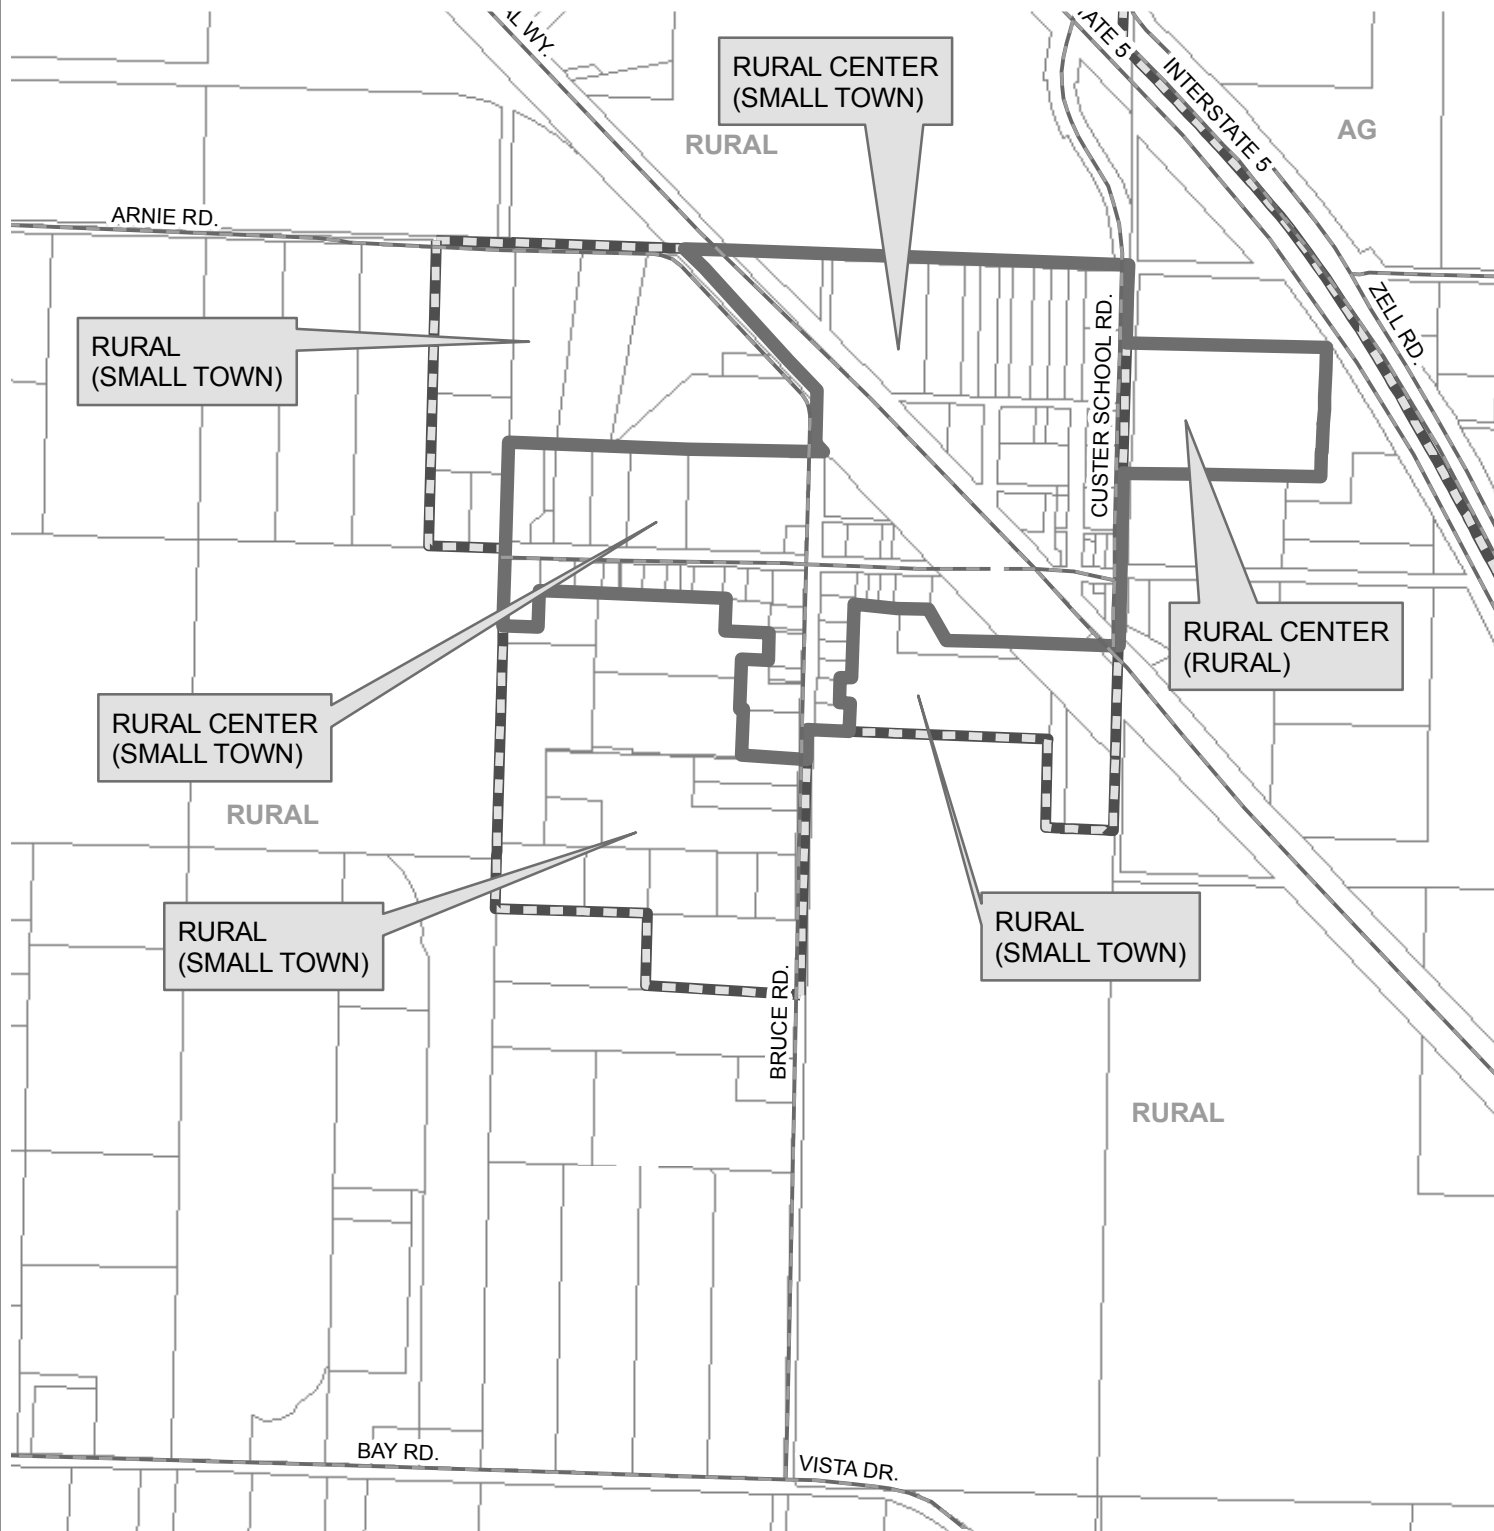 AL WY.
RURAL CENTER
(SMALL TOWN)
INTERSTATE 5
AG
RURAL
ARNIE RD.
RURAL
(SMALL TOWN)
CUSTER SCHOOL RD.
ZELL RD.
RURAL CENTER
(RURAL)
RURAL CENTER
(SMALL TOWN)
RURAL
RURAL
(SMALL TOWN)
RURAL
(SMALL TOWN)
BRUCE RD.
RURAL
BAY RD.
VISTA DR.